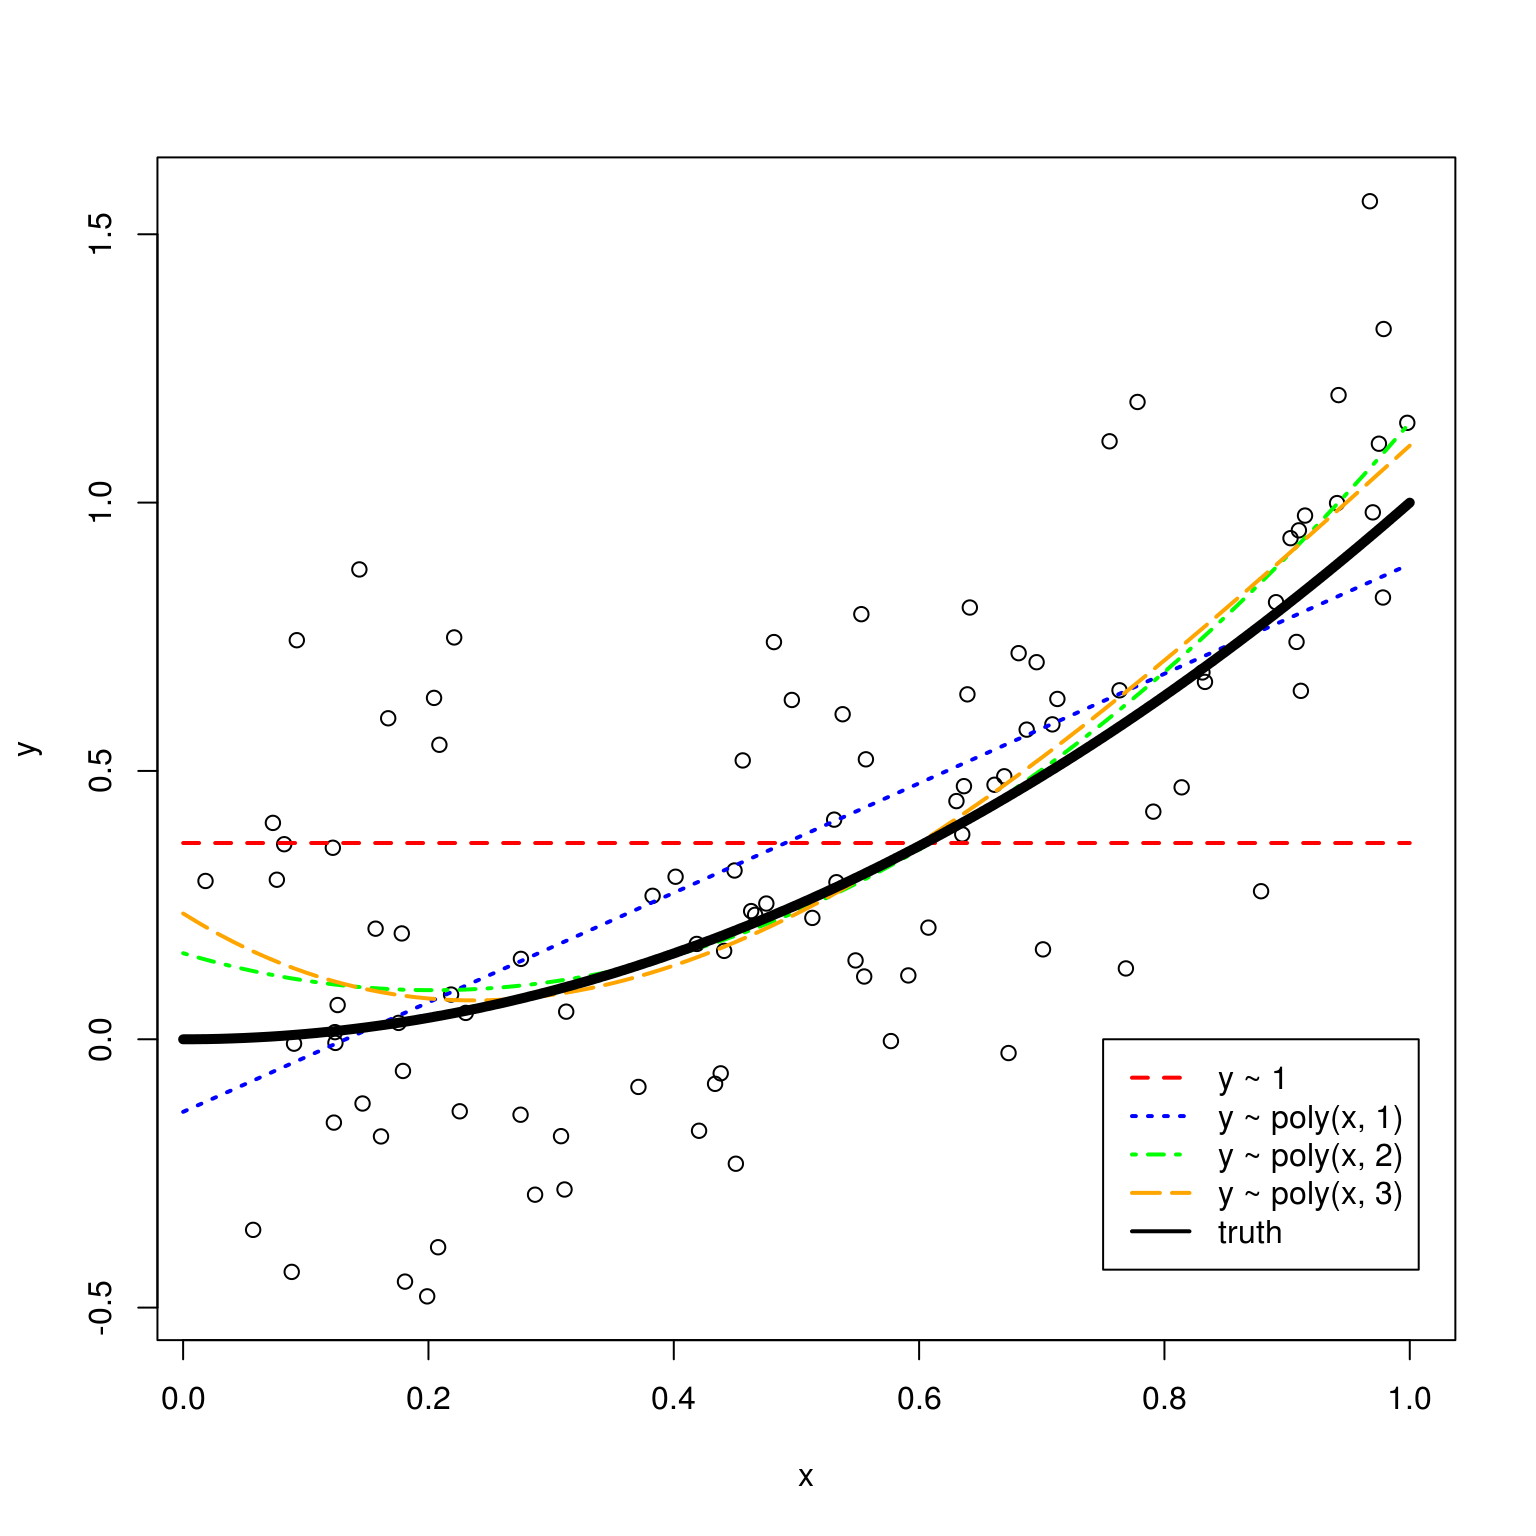 1.5
1.0
0.5
0.0
-0.5
y
0.0 0.2 0.4 0.6 0.8 1.0
x
y ~ 1
y ~ poly(x, 1)
y ~ poly(x, 2)
y ~ poly(x, 3)
truth